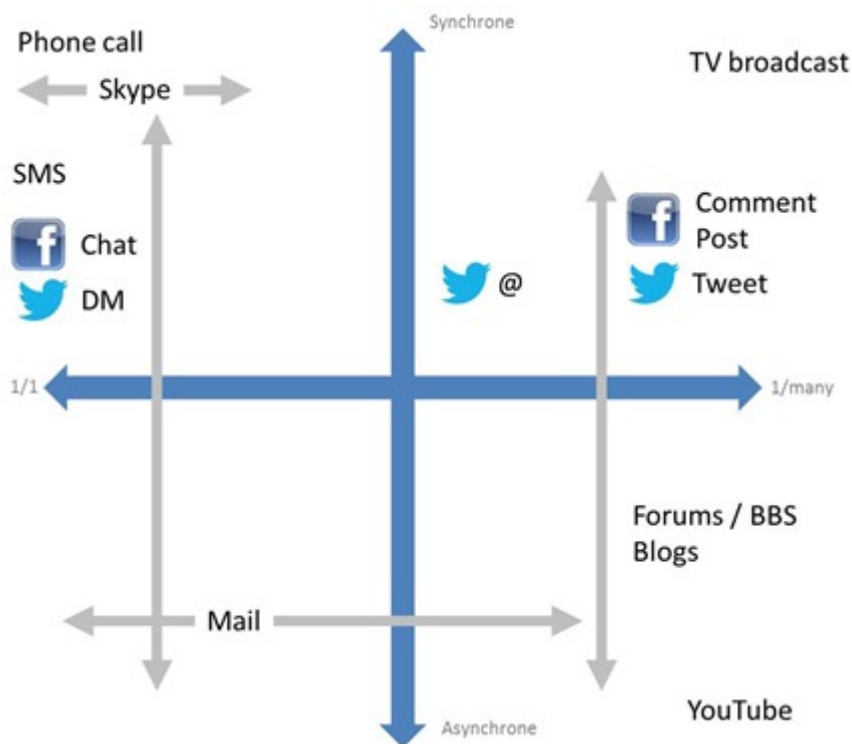 Synchrone
Phone call
TV broadcast
Skype
SMS
f Comment
Post
f Chat
@
Tweet
DM
1/1
1/many
Forums / BBS
Blogs
Mail
YouTube
Asynchrone